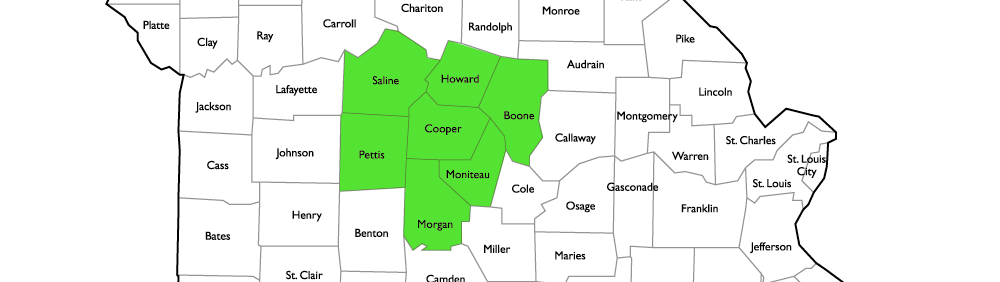 Chariton
Monroe
Platte
Carroll
Randolph
Clay
Ray
Pike
Audrain
Saline
Howard
Lafayette
Lincoln
Jackson
Boone
Montgomery
Cooper
Callaway
St. Charles
Johnson
Pettis
Warren
St. Louis
City
Cass
Moniteau
Cole
Gasconade
St. Louis
Osage
Franklin
Henry
Morgan
Benton
Bates
Miller
Jefferson
Maries
St. Clair
Camden